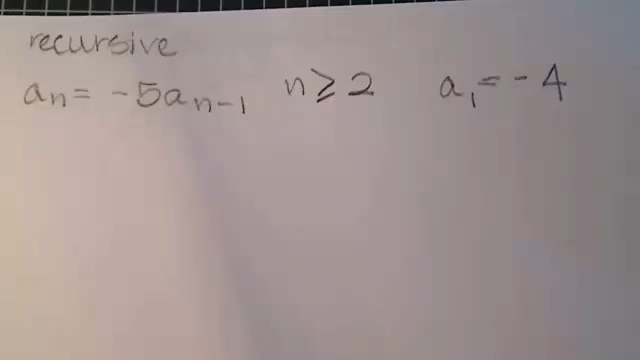 recursive
aₙ = -5aₙ₋₁ n ≥ 2 a₁ = -4